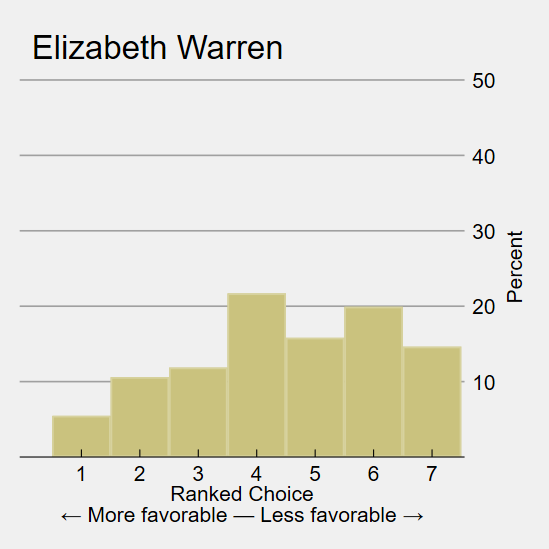 Elizabeth Warren
50
40
30
20
10
Percent
1 2 3 4 5 6 7
Ranked Choice
← More favorable — Less favorable →